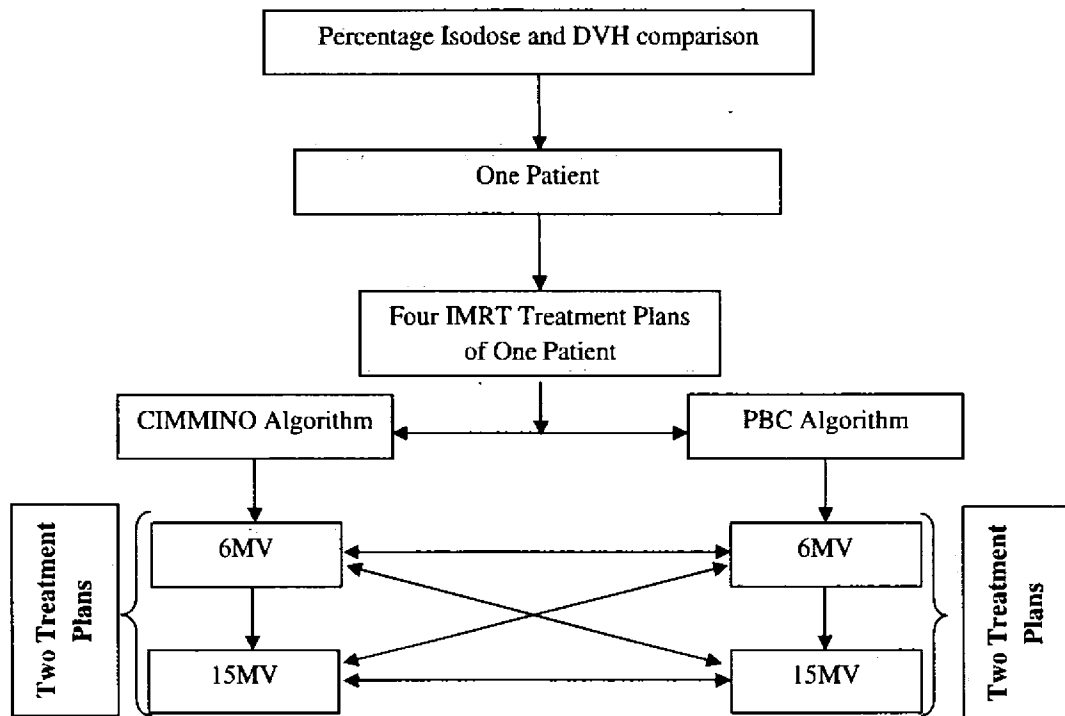 Percentage Isodose and DVH comparison
One Patient
Four IMRT Treatment Plans
of One Patient
CIMMINO Algorithm
PBC Algorithm
Two Treatment
Plans
6MV
6MV
15MV
15MV
Two Treatment
Plans